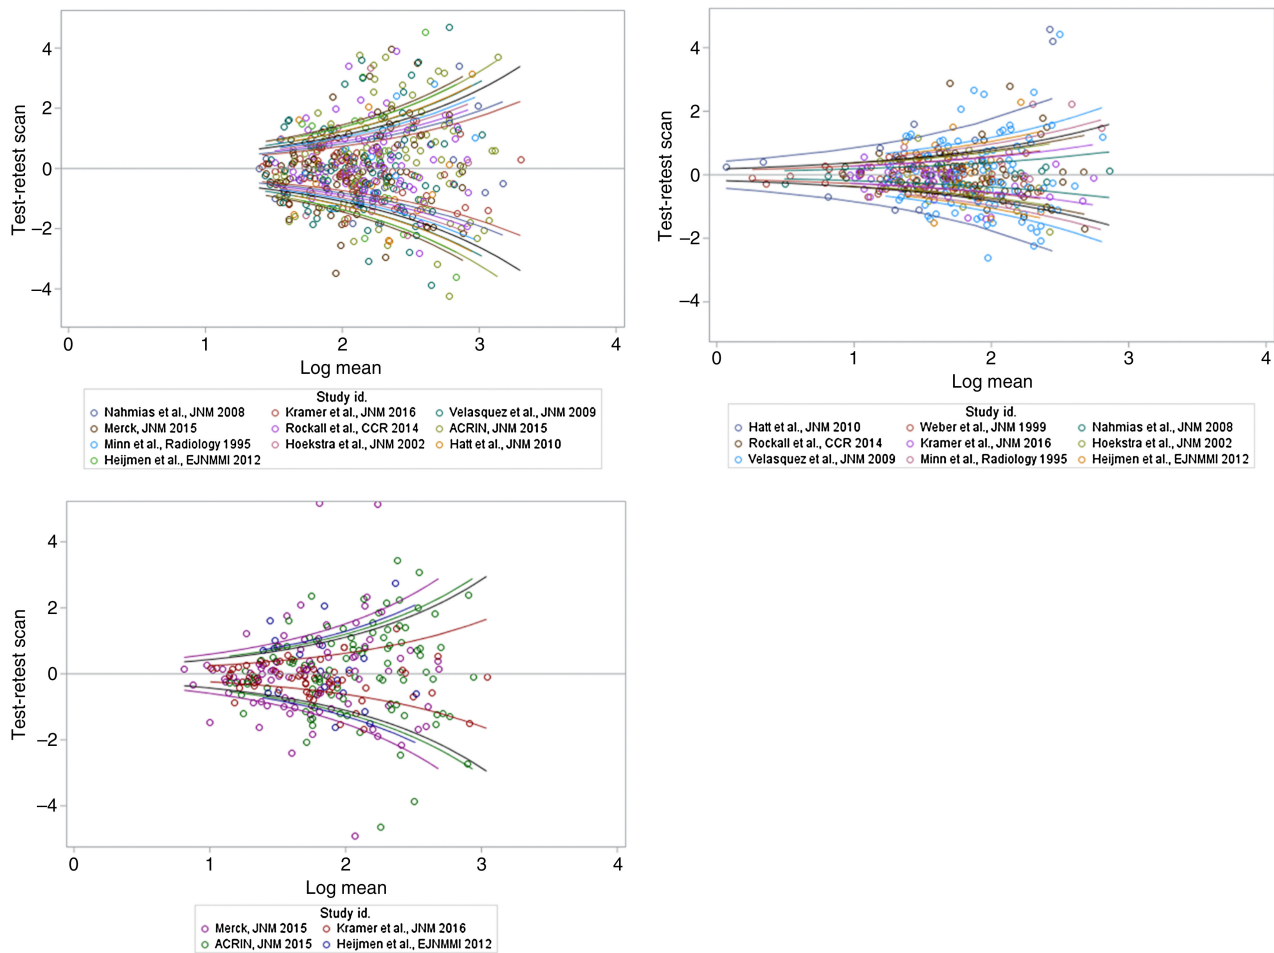 Test-retest scan
4
2
0
−2
−4
0 1 2 3 4
Log mean
Study id.
Nahmias et al., JNM 2008 Kramer et al., JNM 2016 Velasquez et al., JNM 2009
Merck, JNM 2015 Rockall et al., CCR 2014 ACRIN, JNM 2015
Minn et al., Radiology 1995 Hoekstra et al., JNM 2002 Hatt et al., JNM 2010
Heijmen et al., EJNMMI 2012
Test-retest scan
4
2
0
−2
−4
0 1 2 3 4
Log mean
Study id.
Hatt et al., JNM 2010 Weber et al., JNM 1999 Nahmias et al., JNM 2008
Rockall et al., CCR 2014 Kramer et al., JNM 2016 Hoekstra et al., JNM 2002
Velasquez et al., JNM 2009 Minn et al., Radiology 1995 Heijmen et al., EJNMMI 2012
Test-retest scan
4
2
0
−2
−4
0 1 2 3 4
Log mean
Study id.
Merck, JNM 2015 Kramer et al., JNM 2016
ACRIN, JNM 2015 Heijmen et al., EJNMMI 2012